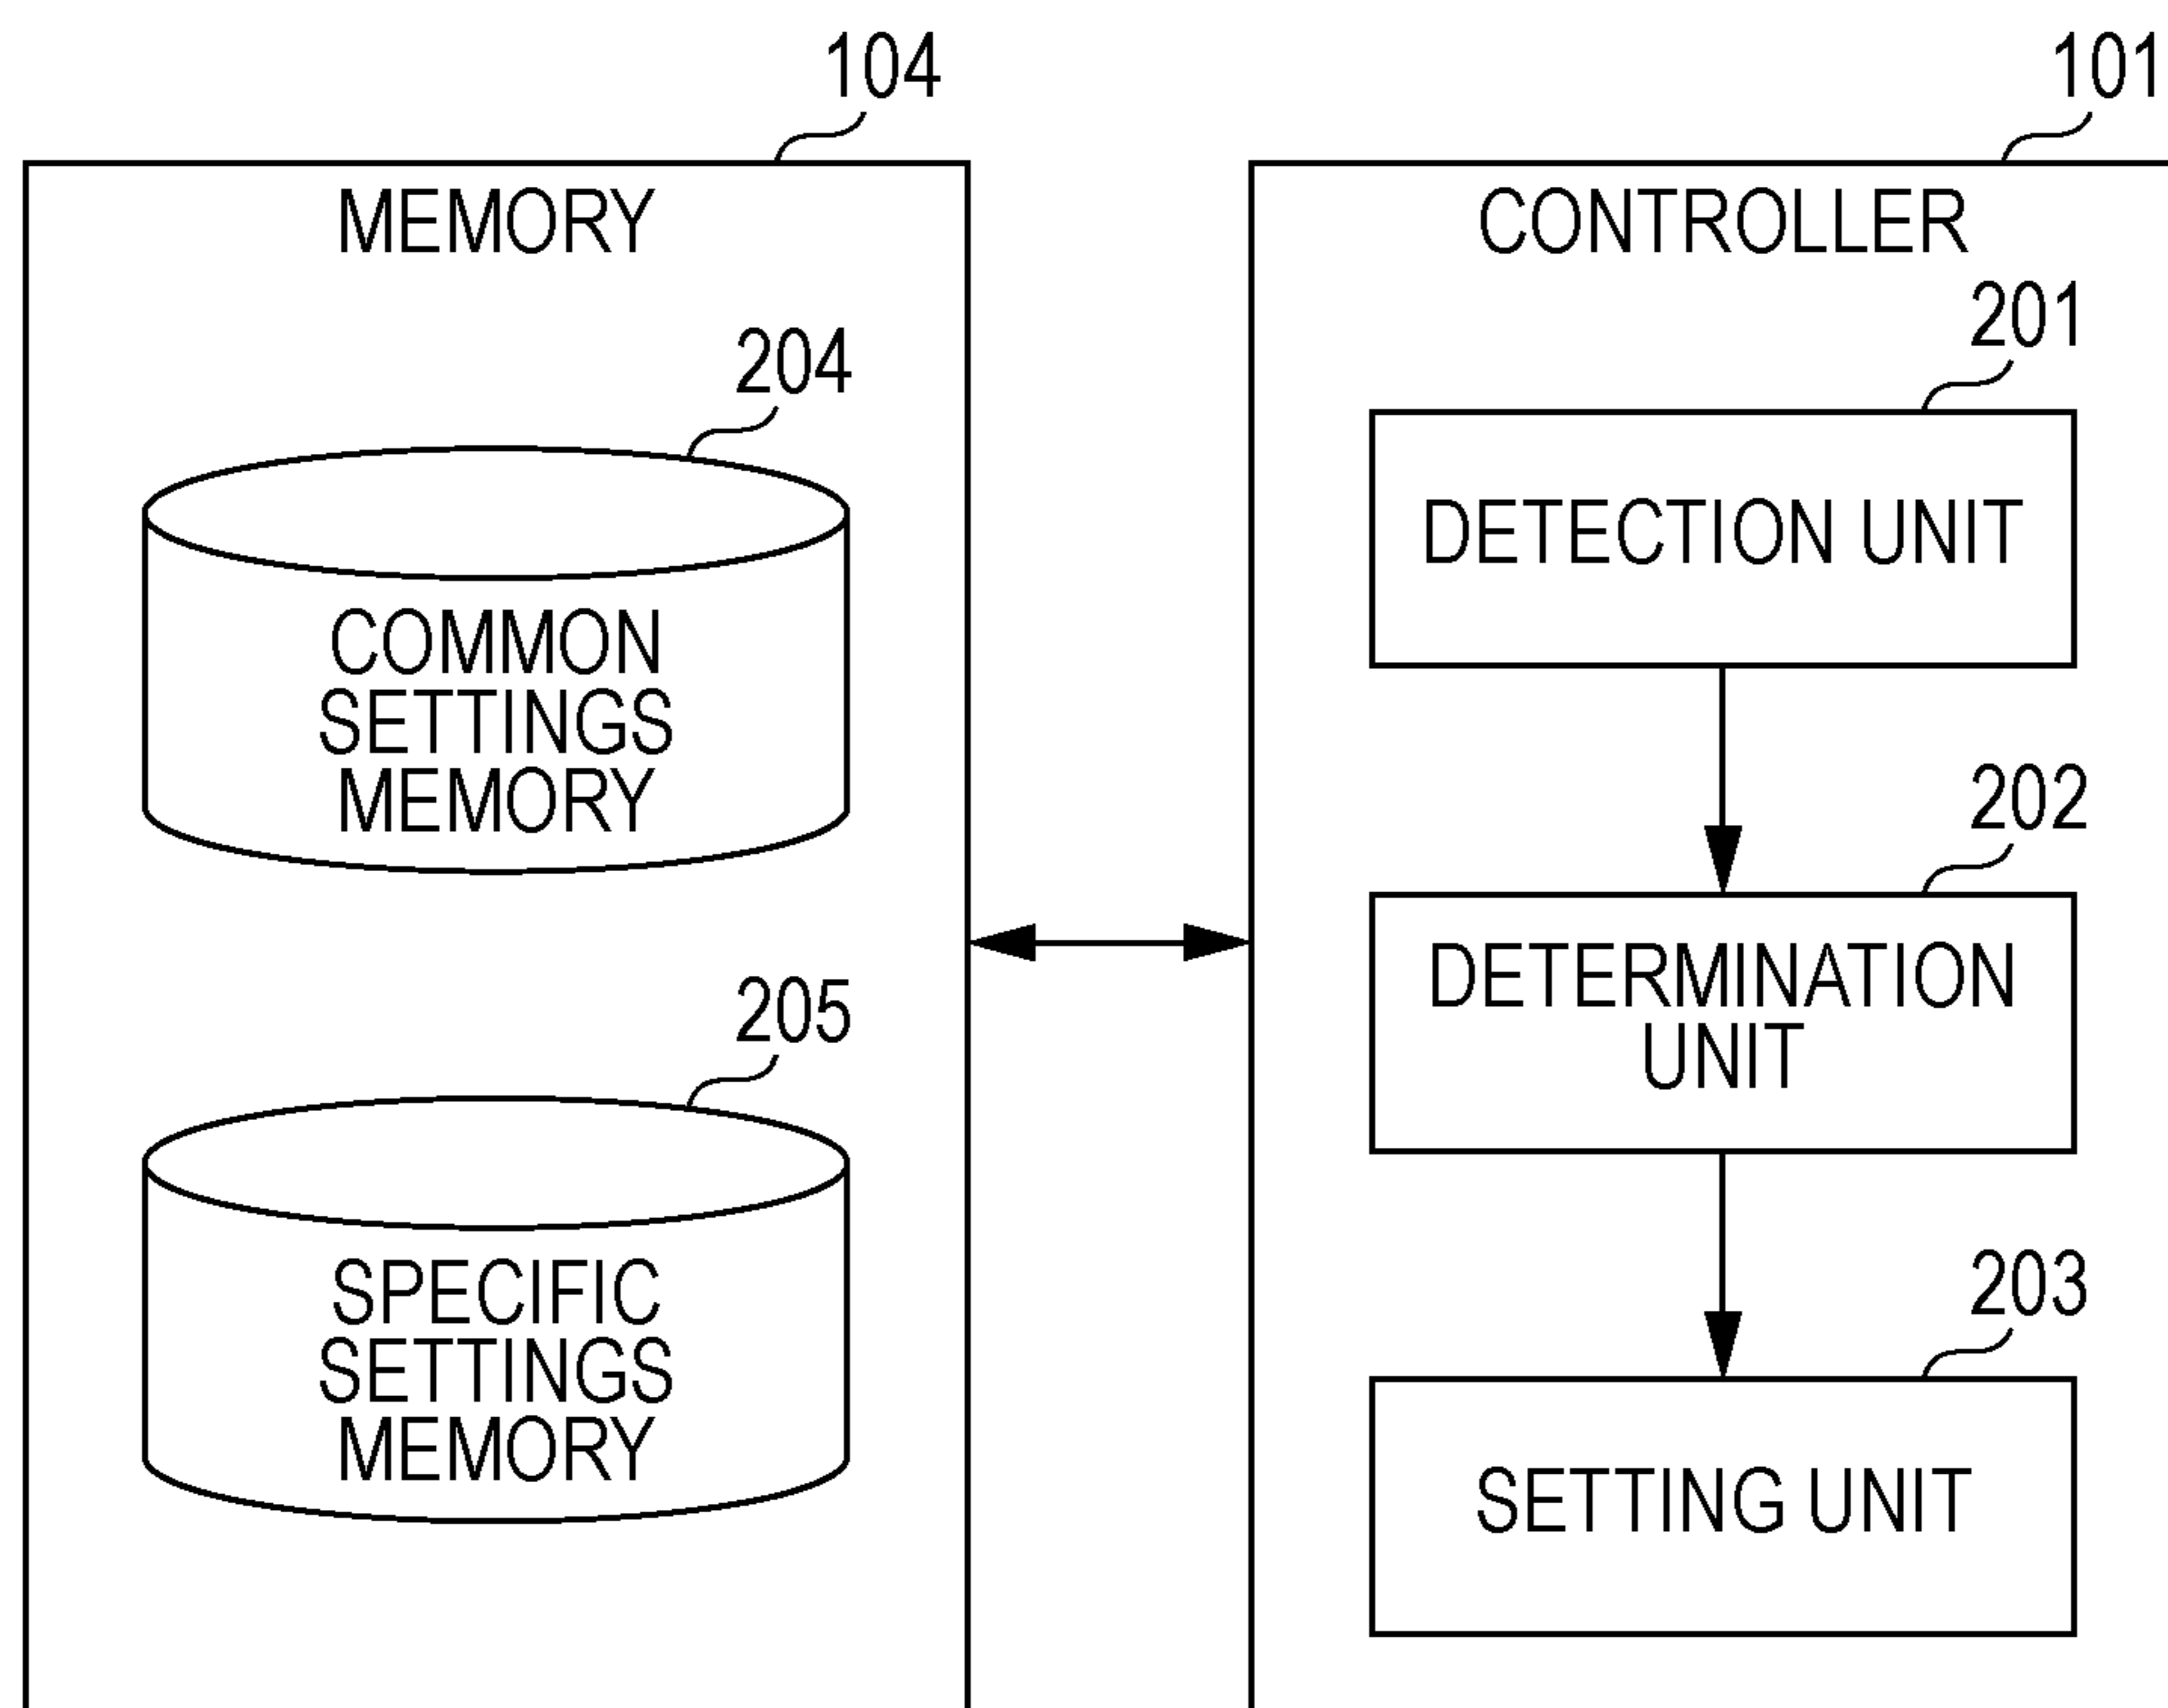 104
MEMORY
204
COMMON
SETTINGS
MEMORY
205
SPECIFIC
SETTINGS
MEMORY
101
CONTROLLER
201
DETECTION UNIT
202
DETERMINATION
UNIT
203
SETTING UNIT